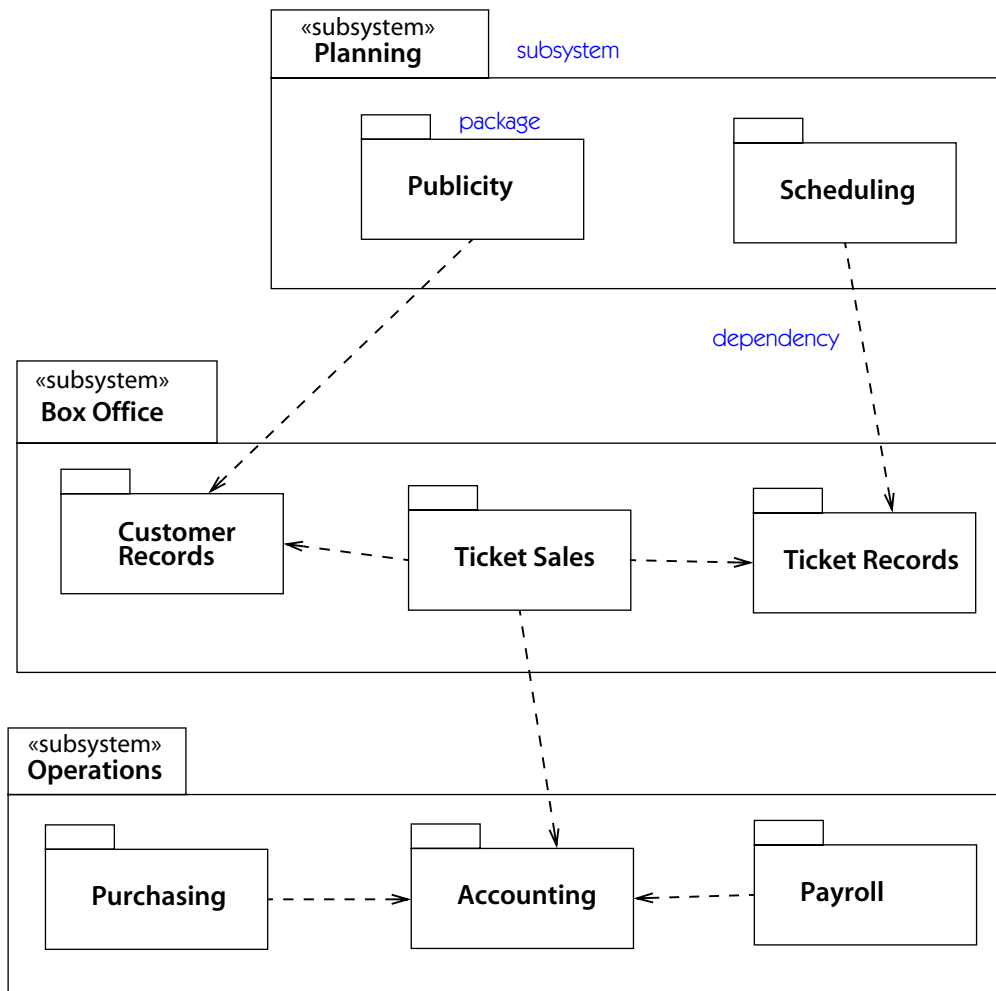 «subsystem»
Planning
subsystem
package
Publicity
Scheduling
dependency
«subsystem»
Box Office
Customer
Records
Ticket Sales
Ticket Records
«subsystem»
Operations
Purchasing
Accounting
Payroll